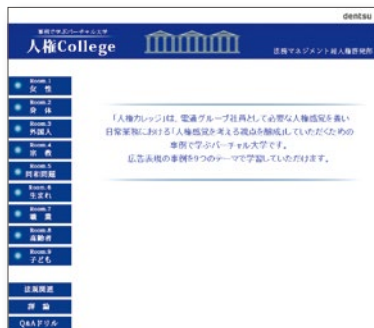 dentsu
事例で学ぶバーチャル大学
人権College
法務マネジメント局人権啓発部
Room.1
女 性
Room.2
身 体
Room.3
外国人
Room.4
宗 教
Room.5
同和問題
Room.6
生まれ
Room.7
職 業
Room.8
高齢者
Room.9
子ども
法規関連
評 論
Q&Aドリル
「人権カレッジ」は、電通グループ社員として必要な人権感覚を養い
日常業務における「人権感覚を考える視点を醸成」していただくための
事例で学ぶバーチャル大学です。
広告表現の事例を9つのテーマで学習していただけます。